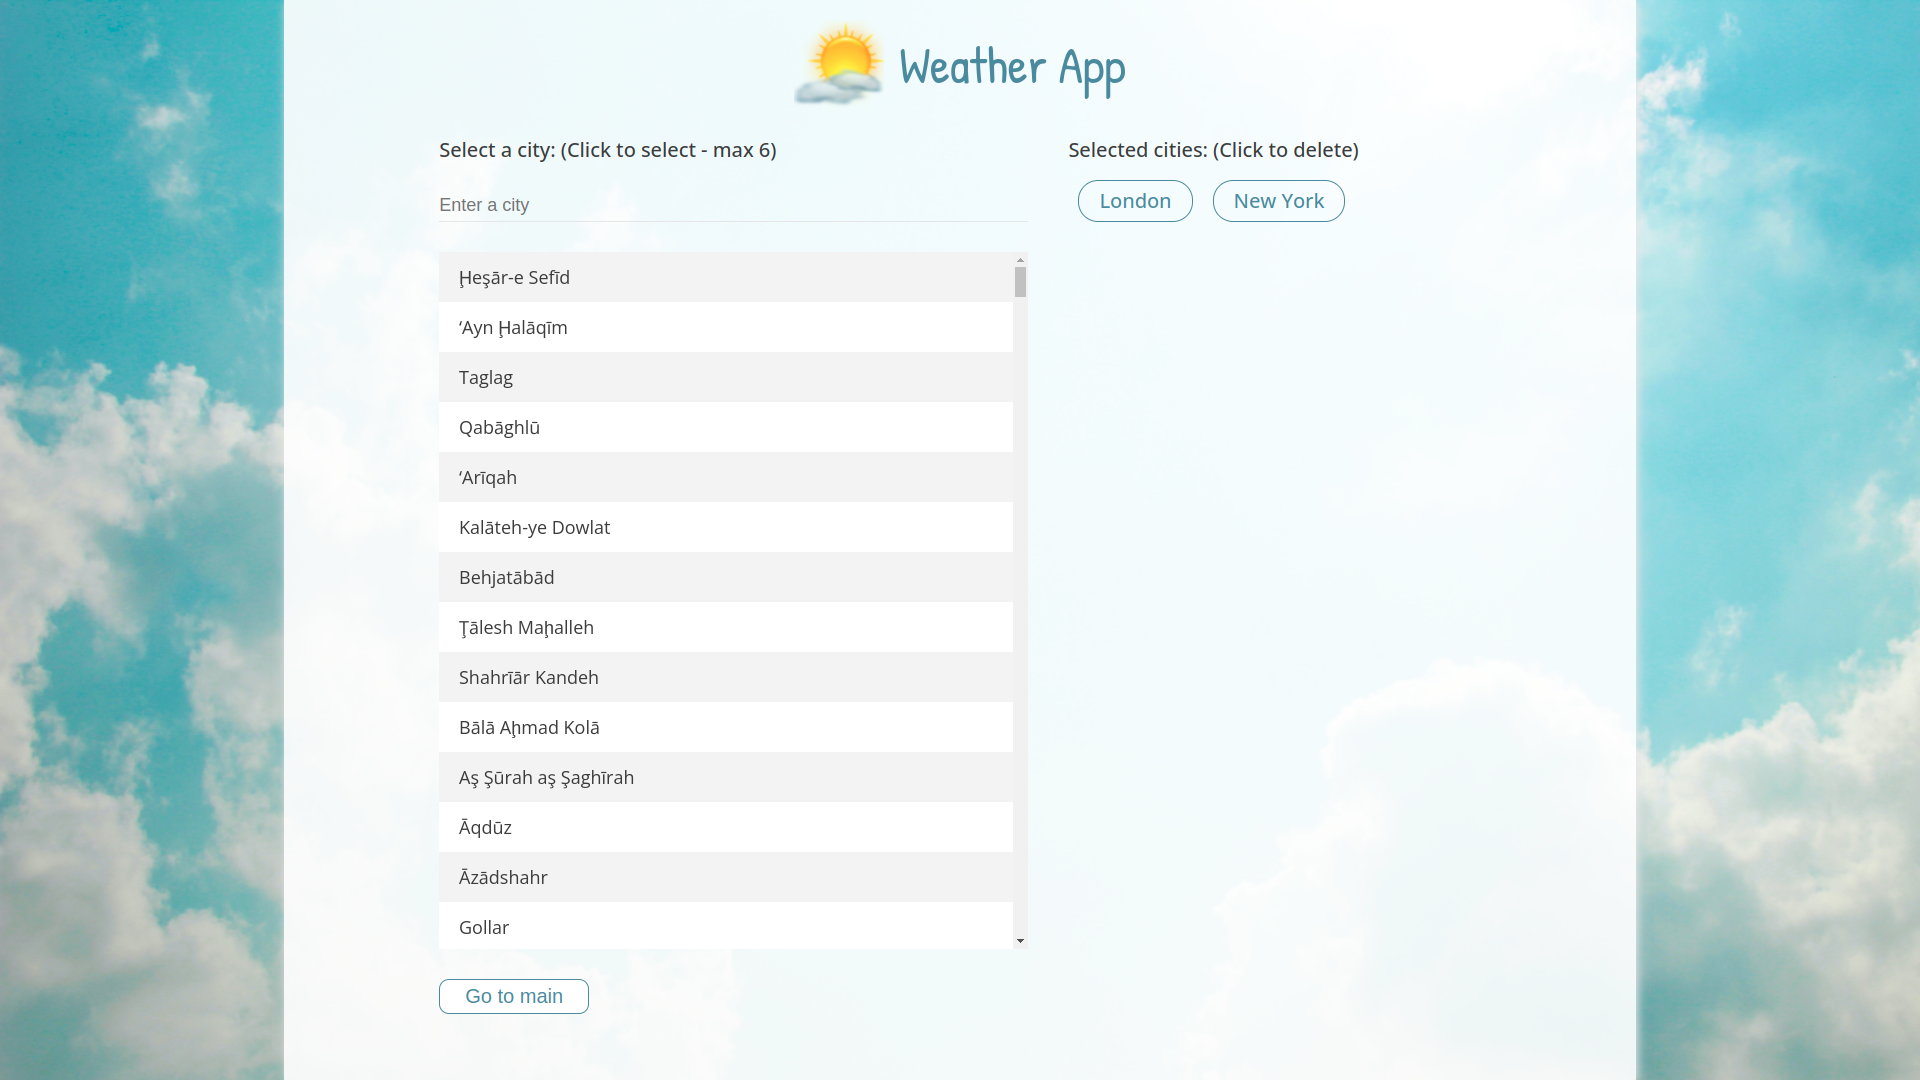 Weather App
Select a city: (Click to select - max 6)
Enter a city
Ḩeşār-e Sefīd
‘Ayn Ḩalāqīm
Taglag
Qabāghlū
‘Arīqah
Kalāteh-ye Dowlat
Behjatābād
Ţālesh Maḩalleh
Shahrīār Kandeh
Bālā Aḩmad Kolā
Aş Şūrah aş Şaghīrah
Āqdūz
Āzādshahr
Gollar
Go to main
Selected cities: (Click to delete)
London
New York